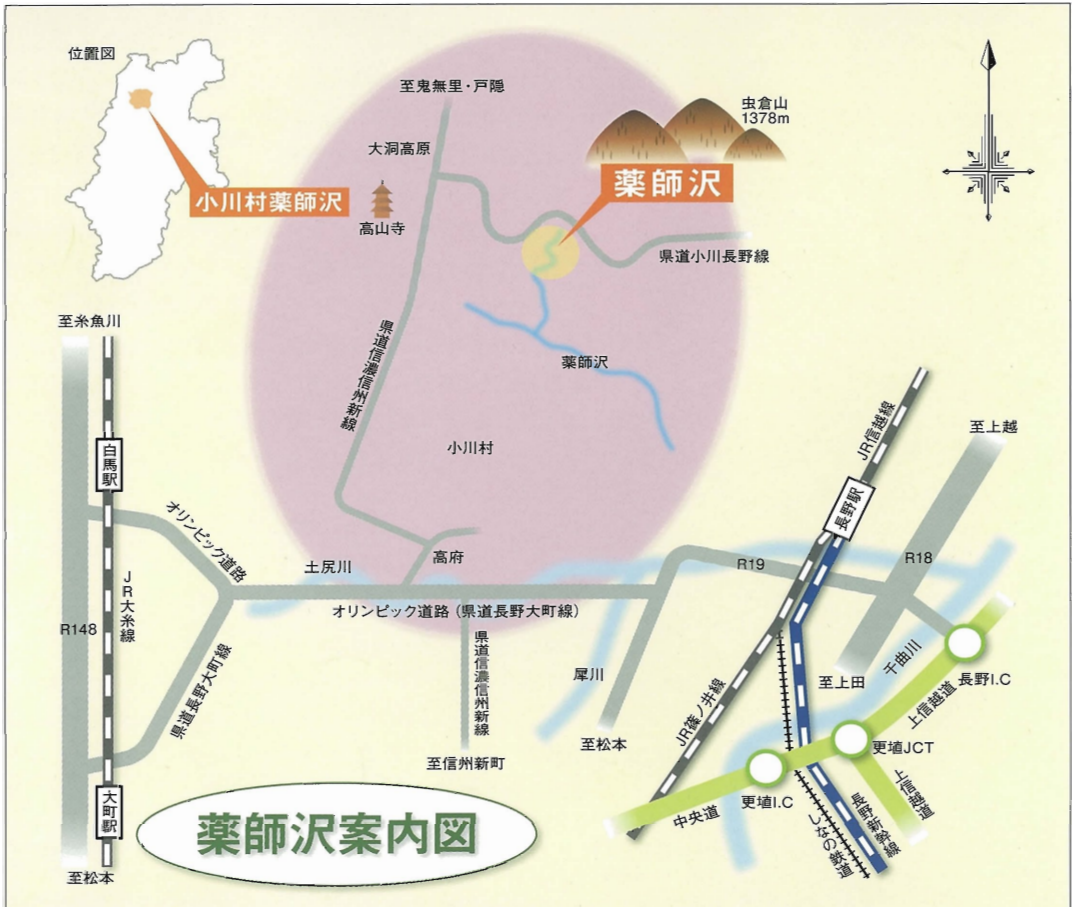 位置図
至鬼無里・戸隠
虫倉山
1378m
大洞高原
薬師沢
小川村薬師沢
高山寺
県道小川長野線
至糸魚川
県道信濃信州新線
薬師沢
JR信越線
至上越
小川村
白馬駅
長野駅
オリンピック道路
土尻川
高府
R19
R18
JR大糸線
オリンピック道路（県道長野大町線）
R148
県道信濃信州新線
県道長野大町線
犀川
千曲川
至上田
長野I.C
上信越道
JR篠ノ井線
至松本
更埴JCT
至信州新町
更埴I.C
上信越道
大町駅
中央道
長野新幹線
しなの鉄道
薬師沢案内図
至松本